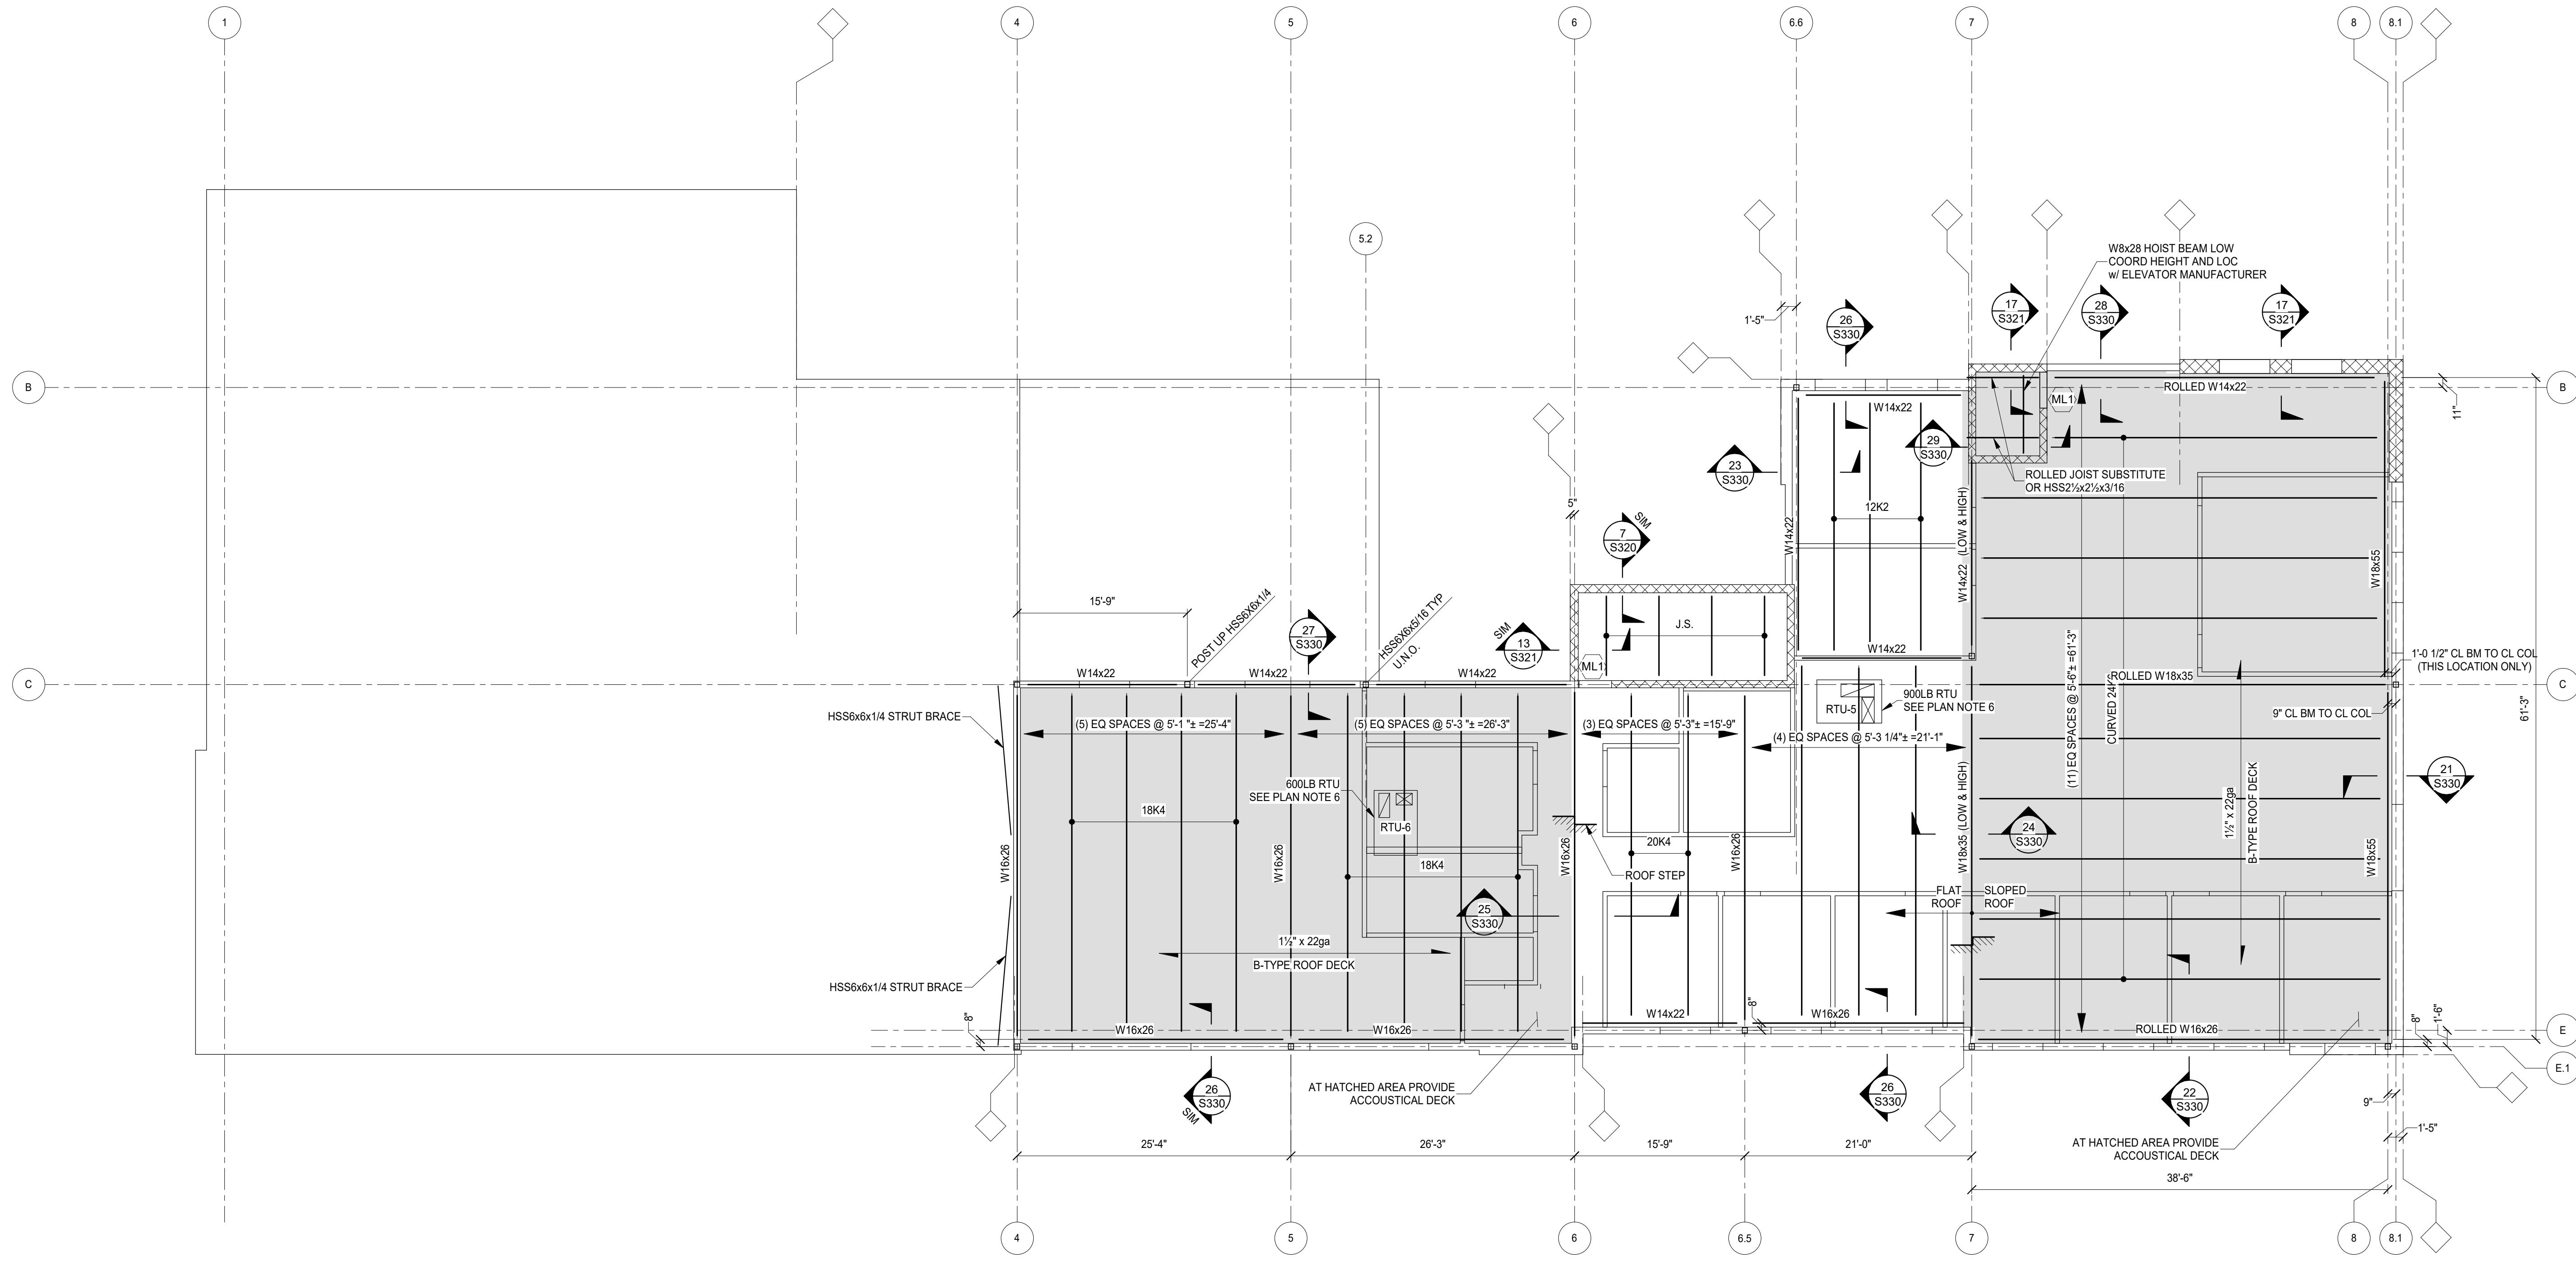 1
4
5
6
6.6
7
8
8.1
5.2
W8x28 HOIST BEAM LOW
COORD HEIGHT AND LOC
w/ ELEVATOR MANUFACTURER
1'-5"
26
S330
17
S321
28
S330
17
S321
B
B
ROLLED W14x22
ML1
11"
W14x22
29
S330
23
S330
ROLLED JOIST SUBSTITUTE
OR HSS2½x2½x3/16
5"
12K2
W14x22
W14x22 (LOW & HIGH)
7
S320
SIM
W18x55
15'-9"
POST UP HSS6X6x1/4
HSS6X6x5/16 TYP
U.N.O.
27
S330
SIM
13
S321
J.S.
ML1
W14x22
1'-0 1/2" CL BM TO CL COL
(THIS LOCATION ONLY)
C
W14x22
W14x22
W14x22
ROLLED W18x35
C
HSS6x6x1/4 STRUT BRACE
(5) EQ SPACES @ 5'-1 "± =25'-4"
(5) EQ SPACES @ 5'-3 "± =26'-3"
(3) EQ SPACES @ 5'-3"± =15'-9"
(4) EQ SPACES @ 5'-3 1/4"± =21'-1"
RTU-5
900LB RTU
SEE PLAN NOTE 6
(11) EQ SPACES @ 5'-6"± =61'-3"
CURVED 24K
9" CL BM TO CL COL
61'-3"
600LB RTU
SEE PLAN NOTE 6
RTU-6
18K4
18K4
20K4
ROOF STEP
W16x26
W16x26
W16x26
W16x26
W18x35 (LOW & HIGH)
24
S330
1½" x 22ga
B-TYPE ROOF DECK
21
S330
W18x55
25
S330
FLAT
ROOF
SLOPED
ROOF
1½" x 22ga
B-TYPE ROOF DECK
HSS6x6x1/4 STRUT BRACE
8"
W16x26
W16x26
W14x22
8"
W16x26
ROLLED W16x26
8"
1'-6"
E
E.1
26
S330
SIM
AT HATCHED AREA PROVIDE
ACCOUSTICAL DECK
26
S330
22
S330
9"
1'-5"
AT HATCHED AREA PROVIDE
ACCOUSTICAL DECK
25'-4"
26'-3"
15'-9"
21'-0"
38'-6"
4
5
6
6.5
7
8
8.1